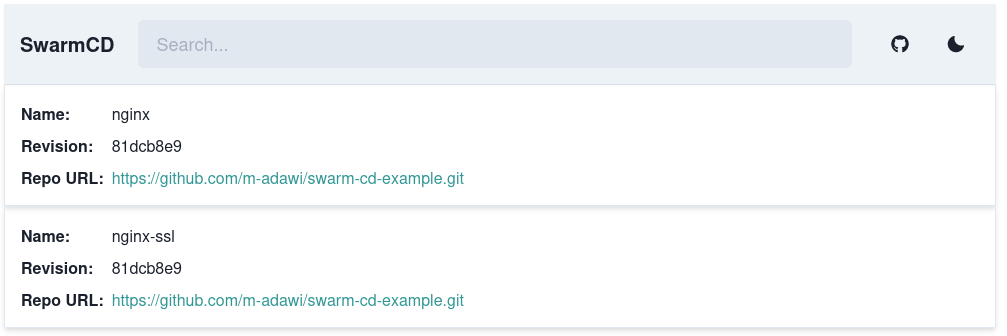 SwarmCD Search...
Name: nginx
Revision: 81dcb8e9
Repo URL: https://github.com/m-adawi/swarm-cd-example.git
Name: nginx-ssl
Revision: 81dcb8e9
Repo URL: https://github.com/m-adawi/swarm-cd-example.git